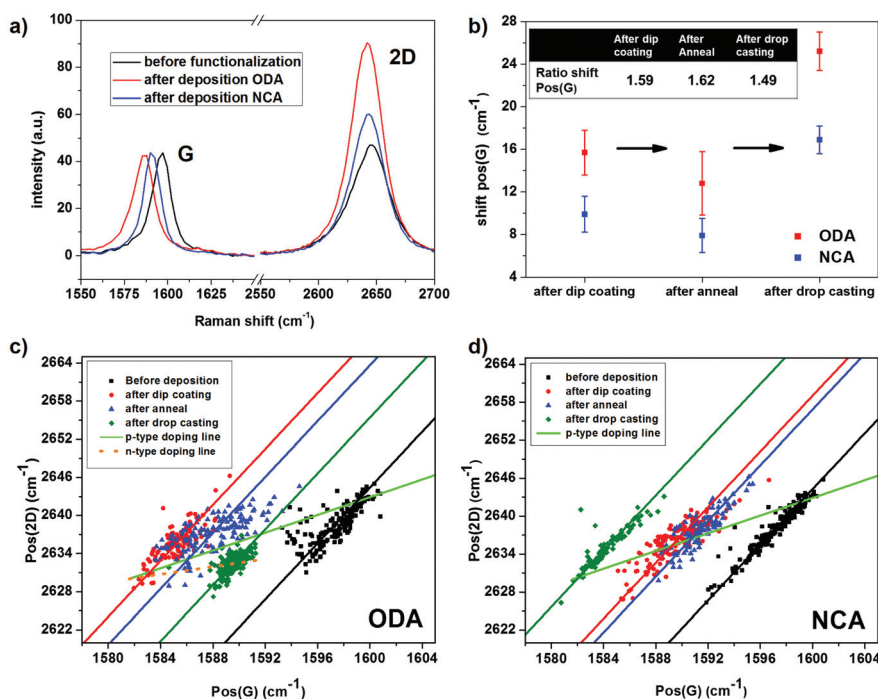 a)
before functionalization
after deposition ODA
after deposition NCA
2D
G
intensity (a.u.)
100
80
60
40
20
0
1550 1575 1600 1625 2550 2600 2650 2700
Raman shift (cm-1)
b)
After dip coating After Anneal After drop casting
Ratio shift Pos(G) 1.59 1.62 1.49
shift pos(G) (cm-1)
28
24
20
16
12
8
4
ODA
NCA
after dip coating after anneal after drop casting
c)
Before deposition
after dip coating
after anneal
after drop casting
p-type doping line
n-type doping line
Pos(2D) (cm-1)
2664
2658
2652
2646
2640
2634
2628
2622
ODA
1580 1584 1588 1592 1596 1600 1604
Pos(G) (cm-1)
d)
before deposition
after dip coating
after anneal
after drop casting
p-type doping line
Pos(2D) (cm-1)
2664
2658
2652
2646
2640
2634
2628
2622
NCA
1580 1584 1588 1592 1596 1600 1604
Pos(G) (cm-1)